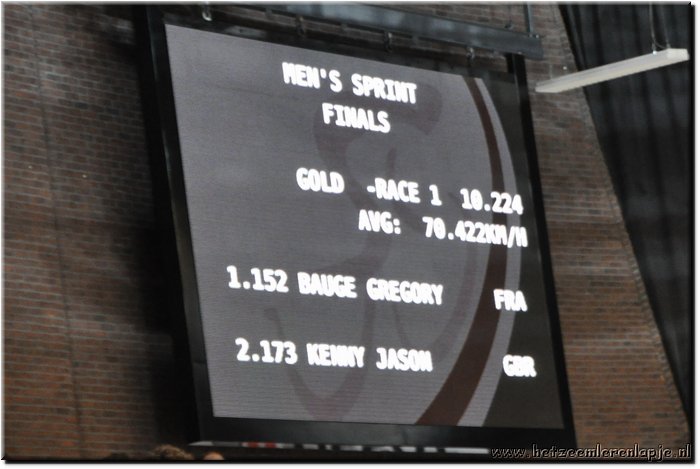 MEN'S SPRINT
FINALS
GOLD -RACE 1 10.224
AVG: 70.422KM/H
1.152 BAUGE GREGORY FRA
2.173 KENNY JASON GBR
www.hetzeemlerenlapje.nl